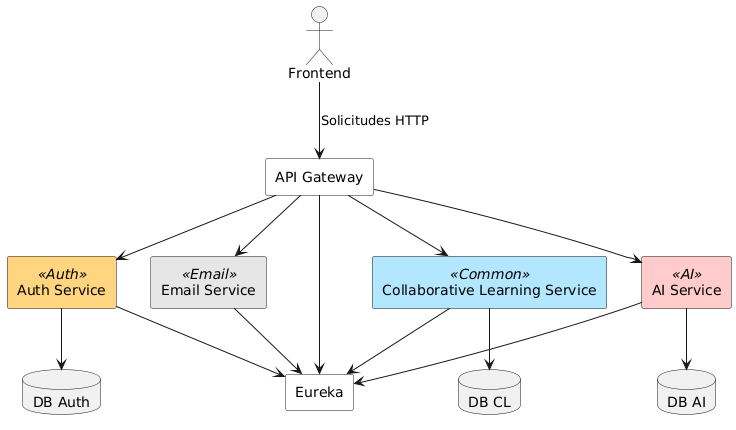 Frontend
Solicitudes HTTP
API Gateway
«Auth»
Auth Service
«Email»
Email Service
«Common»
Collaborative Learning Service
«AI»
AI Service
DB Auth
Eureka
DB CL
DB AI